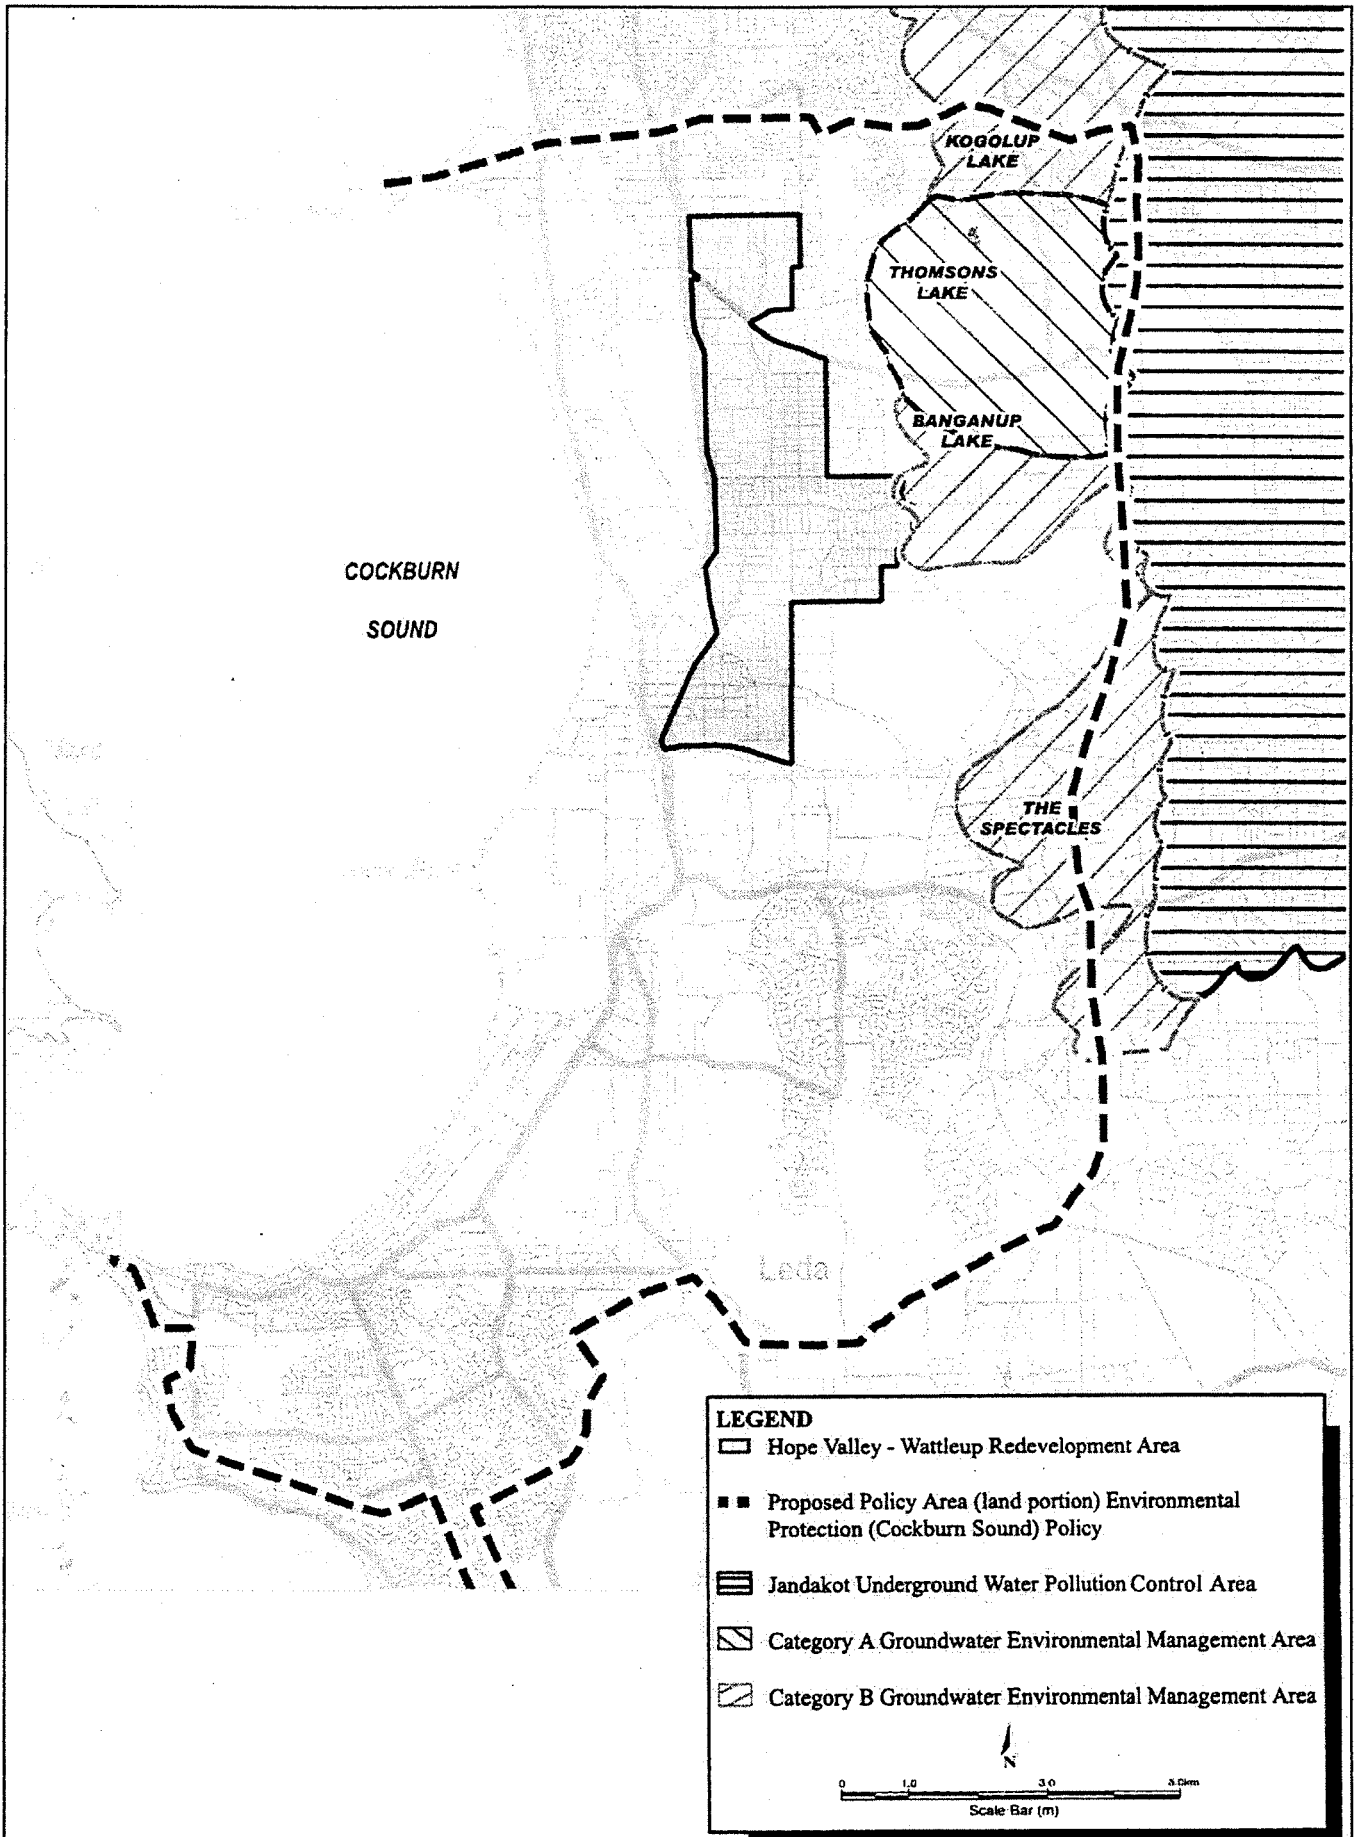 KOGOLUP
LAKE
THOMSONS
LAKE
BANGANUP
LAKE
COCKBURN
SOUND
THE
SPECTACLES
Leda
LEGEND
Hope Valley - Wattleup Redevelopment Area
Proposed Policy Area (land portion) Environmental
Protection (Cockburn Sound) Policy
Jandakot Underground Water Pollution Control Area
Category A Groundwater Environmental Management Area
Category B Groundwater Environmental Management Area
N
0 1.0 3.0 5.0km
Scale Bar (m)